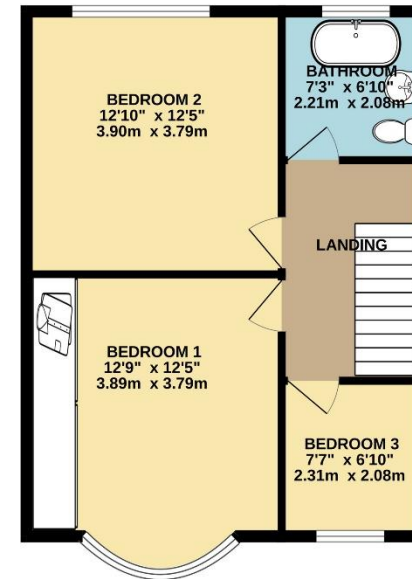 BEDROOM 2
12'10" x 12'5"
3.90m x 3.79m
BATHROOM
7'3" x 6'10"
2.21m x 2.08m
LANDING
BEDROOM 1
12'9" x 12'5"
3.89m x 3.79m
BEDROOM 3
7'7" x 6'10"
2.31m x 2.08m